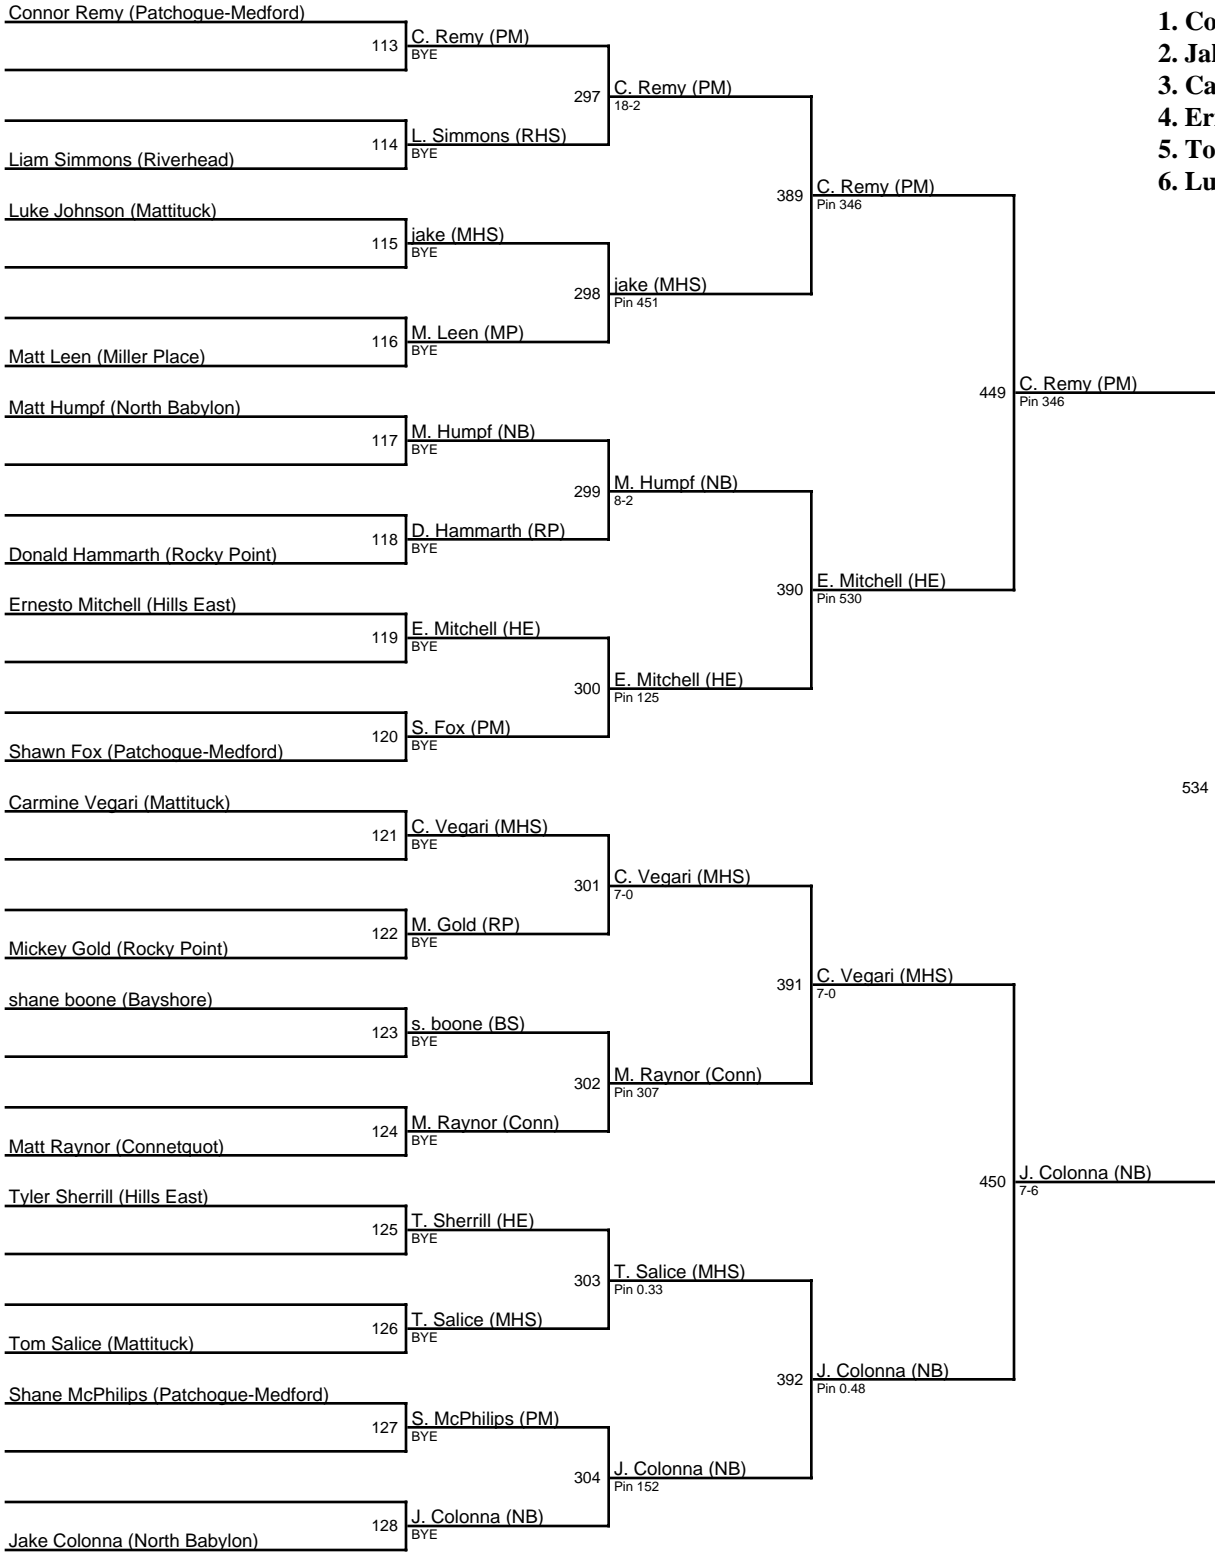 Connor Remy (Patchogue-Medford)
113
C. Remy (PM)
BYE
297
C. Remy (PM)
18-2
114
L. Simmons (RHS)
BYE
Liam Simmons (Riverhead)
389
C. Remy (PM)
Pin 346
Luke Johnson (Mattituck)
115
jake (MHS)
BYE
298
jake (MHS)
Pin 451
116
M. Leen (MP)
BYE
Matt Leen (Miller Place)
449
C. Remy (PM)
Pin 346
Matt Humpf (North Babylon)
117
M. Humpf (NB)
BYE
299
M. Humpf (NB)
8-2
118
D. Hammarth (RP)
BYE
Donald Hammarth (Rocky Point)
390
E. Mitchell (HE)
Pin 530
Ernesto Mitchell (Hills East)
119
E. Mitchell (HE)
BYE
300
E. Mitchell (HE)
Pin 125
120
S. Fox (PM)
BYE
Shawn Fox (Patchogue-Medford)
534
Carmine Vegari (Mattituck)
121
C. Vegari (MHS)
BYE
301
C. Vegari (MHS)
7-0
122
M. Gold (RP)
BYE
Mickey Gold (Rocky Point)
391
C. Vegari (MHS)
7-0
shane boone (Bayshore)
123
s. boone (BS)
BYE
302
M. Raynor (Conn)
Pin 307
124
M. Raynor (Conn)
BYE
Matt Raynor (Connetquot)
450
J. Colonna (NB)
7-6
Tyler Sherrill (Hills East)
125
T. Sherrill (HE)
BYE
303
T. Salice (MHS)
Pin 0.33
126
T. Salice (MHS)
BYE
Tom Salice (Mattituck)
392
J. Colonna (NB)
Pin 0.48
Shane McPhilips (Patchogue-Medford)
127
S. McPhilips (PM)
BYE
304
J. Colonna (NB)
Pin 152
128
J. Colonna (NB)
BYE
Jake Colonna (North Babylon)
1. Co
2.
3. Ca
4.
5. To
6. Lu